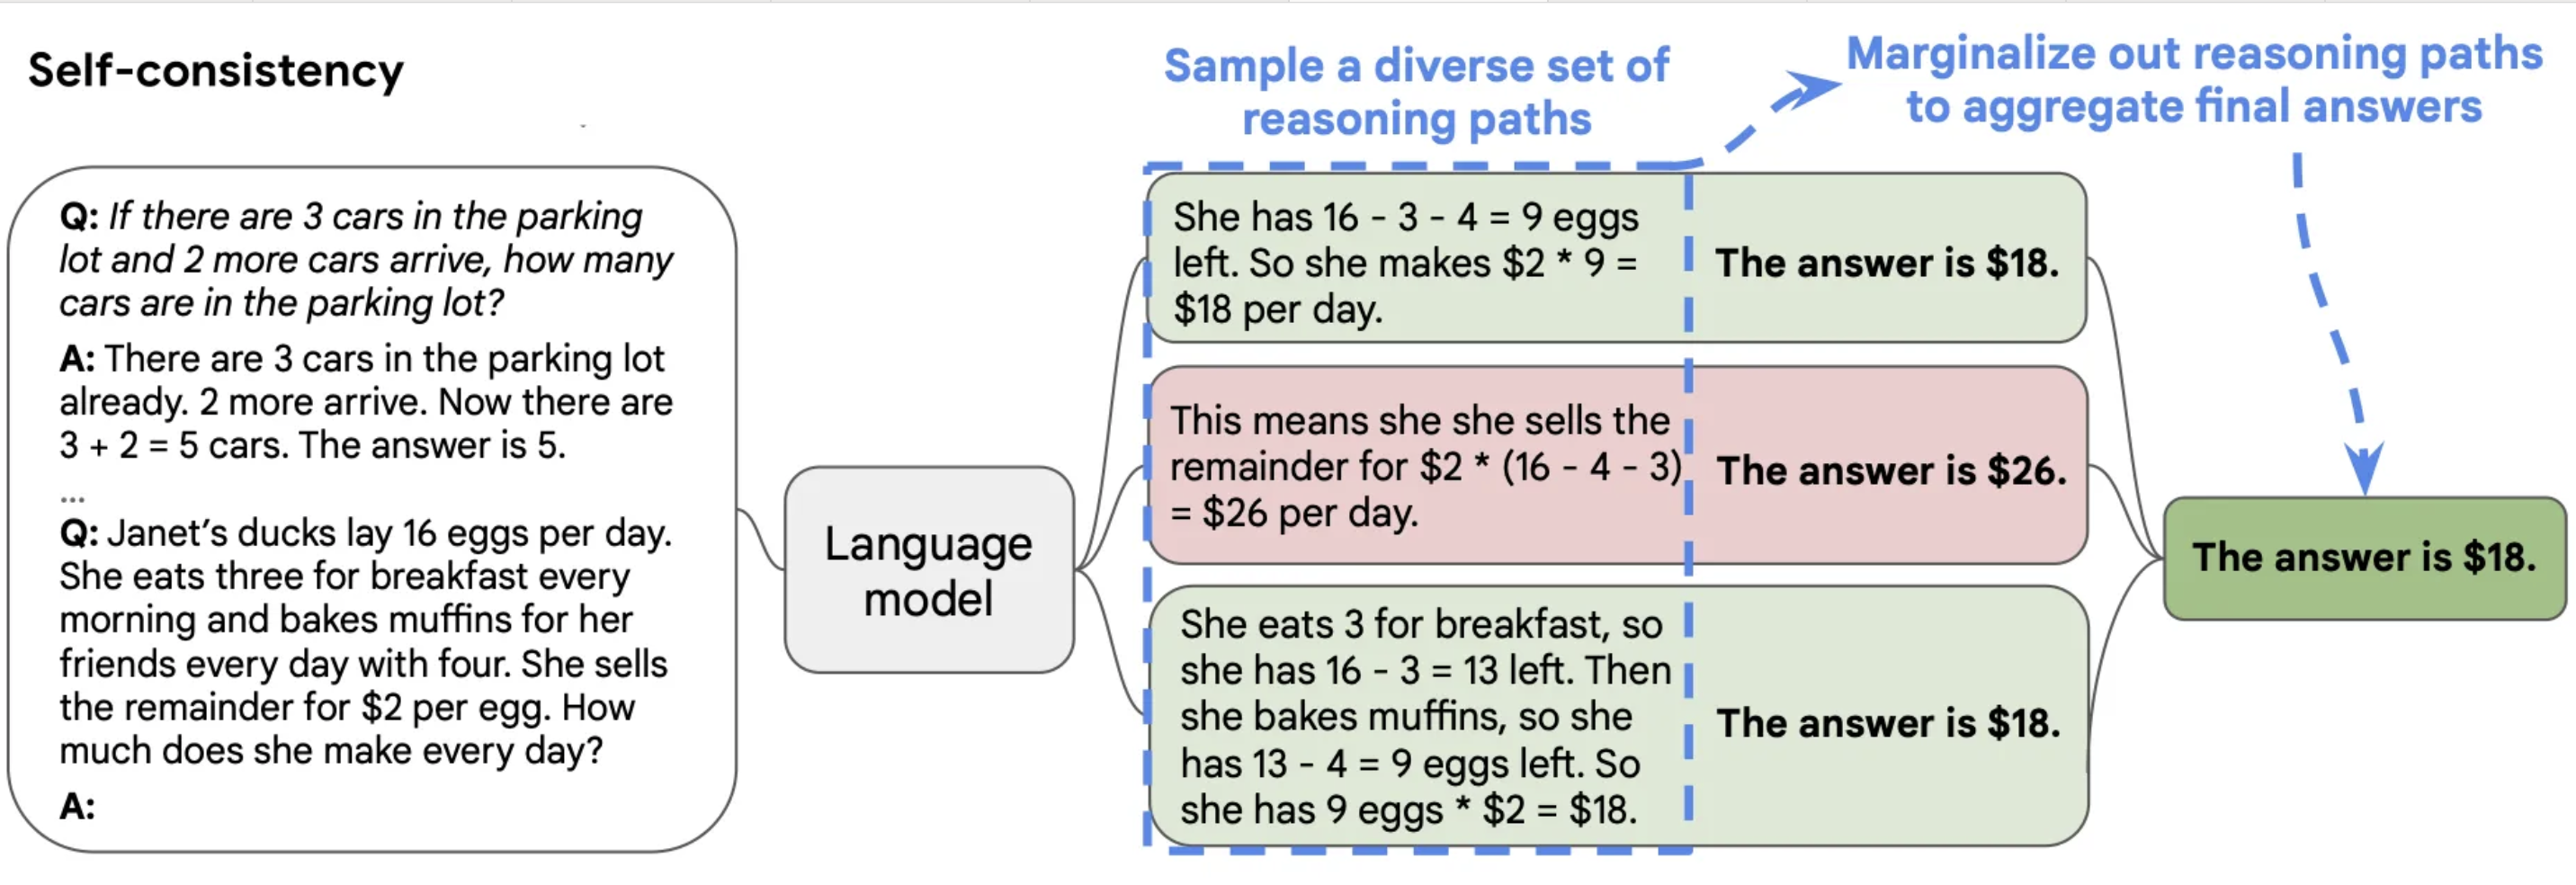 Self-consistency
Sample a diverse set of
reasoning paths
Marginalize out reasoning paths
to aggregate final answers
Q: If there are 3 cars in the parking
lot and 2 more cars arrive, how many
cars are in the parking lot?
A: There are 3 cars in the parking lot
already. 2 more arrive. Now there are
3 + 2 = 5 cars. The answer is 5.
...
Q: Janet’s ducks lay 16 eggs per day.
She eats three for breakfast every
morning and bakes muffins for her
friends every day with four. She sells
the remainder for $2 per egg. How
much does she make every day?
A:
Language
model
She has 16 - 3 - 4 = 9 eggs
left. So she makes $2 * 9 =
$18 per day.
The answer is $18.
This means she she sells the
remainder for $2 * (16 - 4 - 3)
= $26 per day.
The answer is $26.
She eats 3 for breakfast, so
she has 16 - 3 = 13 left. Then
she bakes muffins, so she
has 13 - 4 = 9 eggs left. So
she has 9 eggs * $2 = $18.
The answer is $18.
The answer is $18.